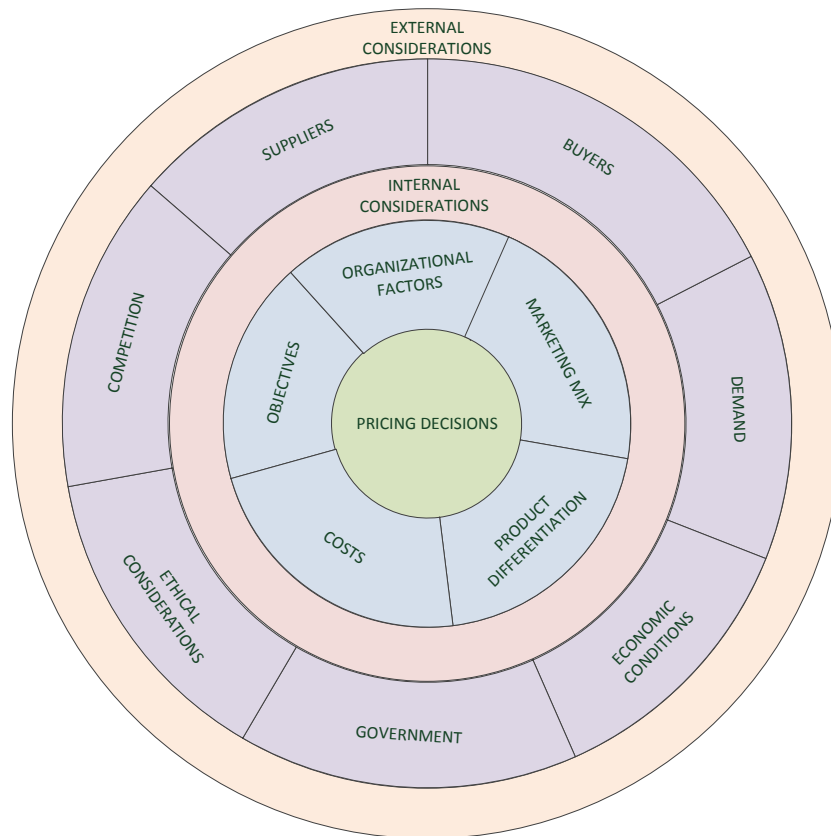 EXTERNAL
CONSIDERATIONS
SUPPLIERS
BUYERS
INTERNAL
CONSIDERATIONS
ORGANIZATIONAL
FACTORS
MARKETING MIX
COMPETITION
OBJECTIVES
DEMAND
PRICING DECISIONS
COSTS
PRODUCT
DIFFERENTIATION
ETHICAL
CONSIDERATIONS
ECONOMIC
CONDITIONS
GOVERNMENT